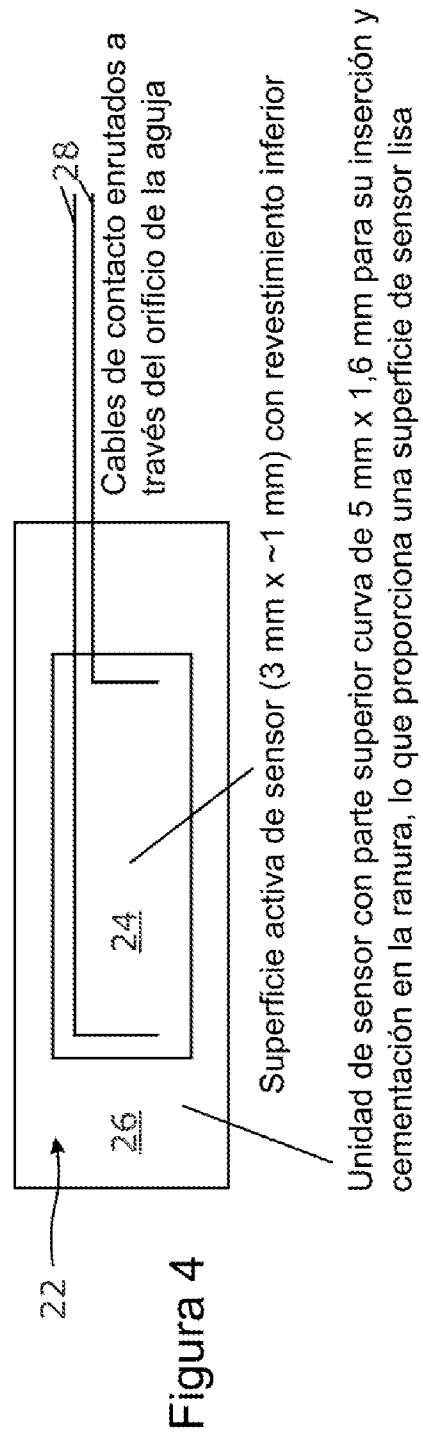 Figura 4
22
26
24
28
Cables de contacto enrutados a
través del orificio de la aguja
Superficie activa de sensor (3 mm x ~1 mm) con revestimiento inferior
Unidad de sensor con parte superior curva de 5 mm x 1,6 mm para su inserción y
cementación en la ranura, lo que proporciona una superficie de sensor lisa